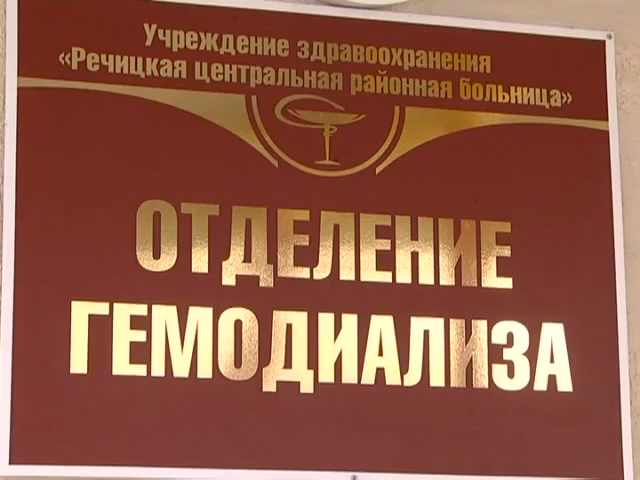 Учреждение здравоохранения
«Речицкая центральная районная больница»
ОТДЕЛЕНИЕ
ГЕМОДИАЛИЗА